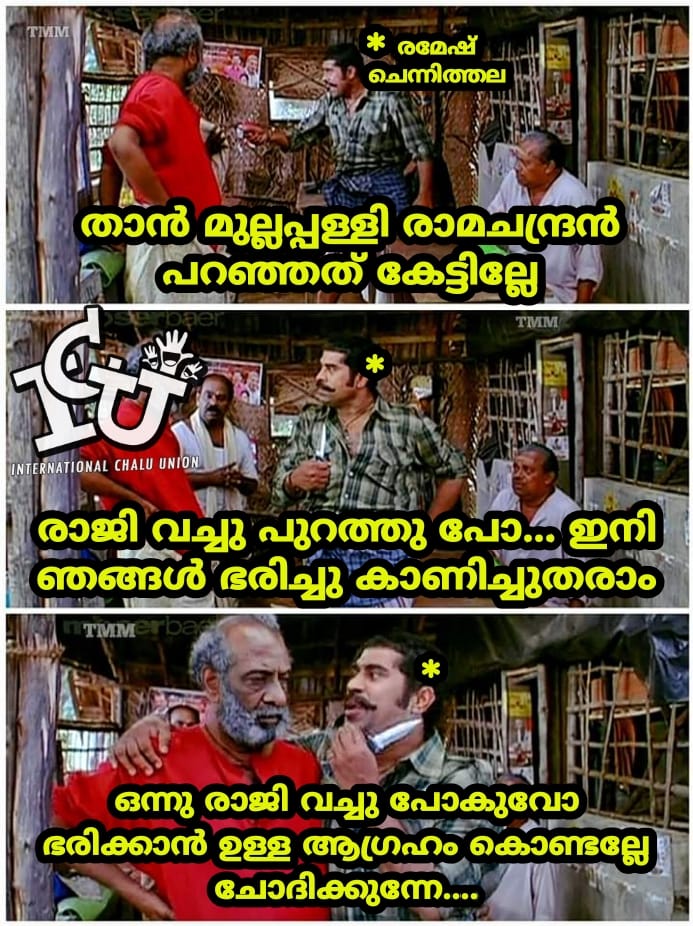 TMM
* രമേഷ്
ചെന്നിത്തല
താൻ മുല്ലപ്പള്ളി രാമചന്ദ്രൻ
പറഞ്ഞത് കേട്ടില്ലേ
TMM
*
ICU
INTERNATIONAL CHALU UNION
രാജി വച്ചു പുറത്തു പോ... ഇനി
ഞങ്ങൾ ഭരിച്ചു കാണിച്ചുതരാം
TMM
*
ഒന്നു രാജി വച്ചു പോകുവോ
ഭരിക്കാൻ ഉള്ള ആഗ്രഹം കൊണ്ടല്ലേ
ചോദിക്കുന്നേ....